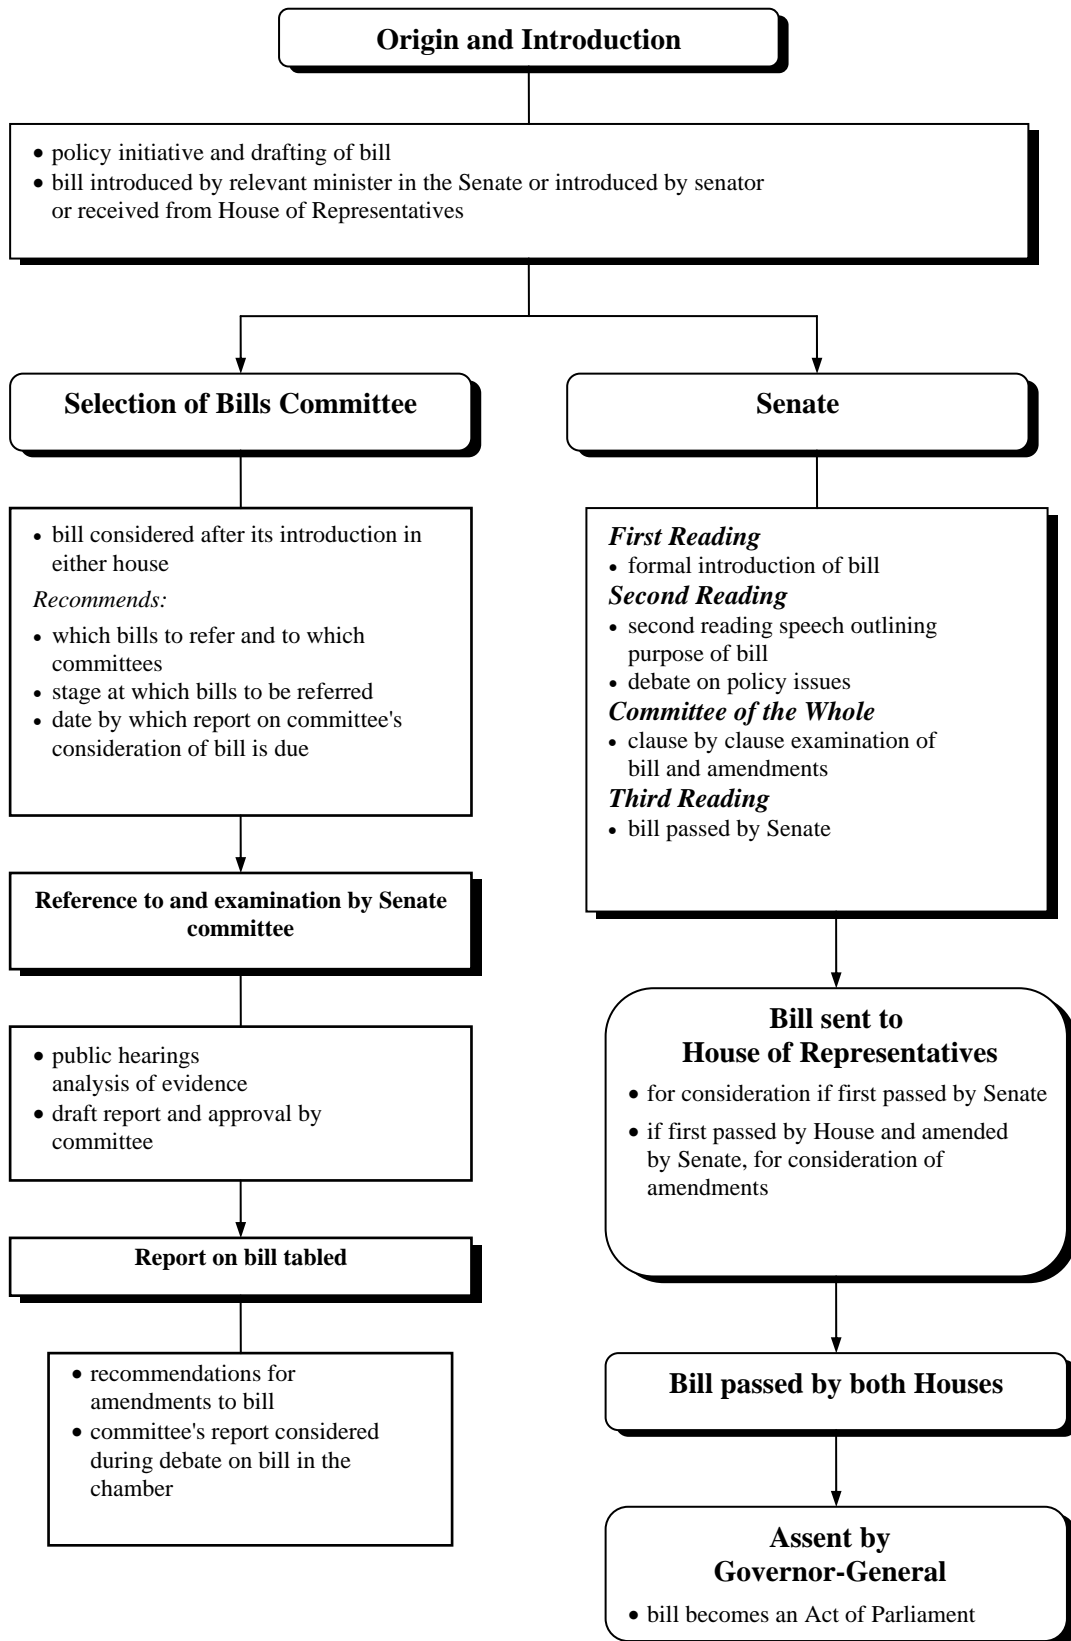 Origin and Introduction
• policy initiative and drafting of bill
• bill introduced by relevant minister in the Senate or introduced by senator
or received from House of Representatives
Selection of Bills Committee
• bill considered after its introduction in
either house
Recommends:
• which bills to refer and to which
committees
• stage at which bills to be referred
• date by which report on committee's
consideration of bill is due
Reference to and examination by Senate
committee
• public hearings
analysis of evidence
• draft report and approval by
committee
Report on bill tabled
• recommendations for
amendments to bill
• committee's report considered
during debate on bill in the
chamber
Senate
First Reading
• formal introduction of bill
Second Reading
• second reading speech outlining
purpose of bill
• debate on policy issues
Committee of the Whole
• clause by clause examination of
bill and amendments
Third Reading
• bill passed by Senate
Bill sent to
House of Representatives
• for consideration if first passed by Senate
• if first passed by House and amended
by Senate, for consideration of
amendments
Bill passed by both Houses
Assent by
Governor-General
• bill becomes an Act of Parliament